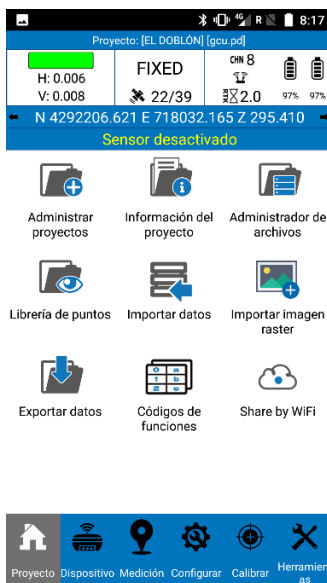 4G R 8:17
Proyecto: [EL DOBLÓN] [gcu.pd]
H: 0.006
V: 0.008
FIXED
22/39
CHN 8
RTK 2.0
97% 97%
N 4292206.621 E 718032.165 Z 295.410
Sensor desactivado
Administrar proyectos
Información del proyecto
Administrador de archivos
Librería de puntos
Importar datos
Importar imagen raster
Exportar datos
Códigos de funciones
Share by WiFi
Proyecto Dispositivo Medición Configurar Calibrar Herramientas